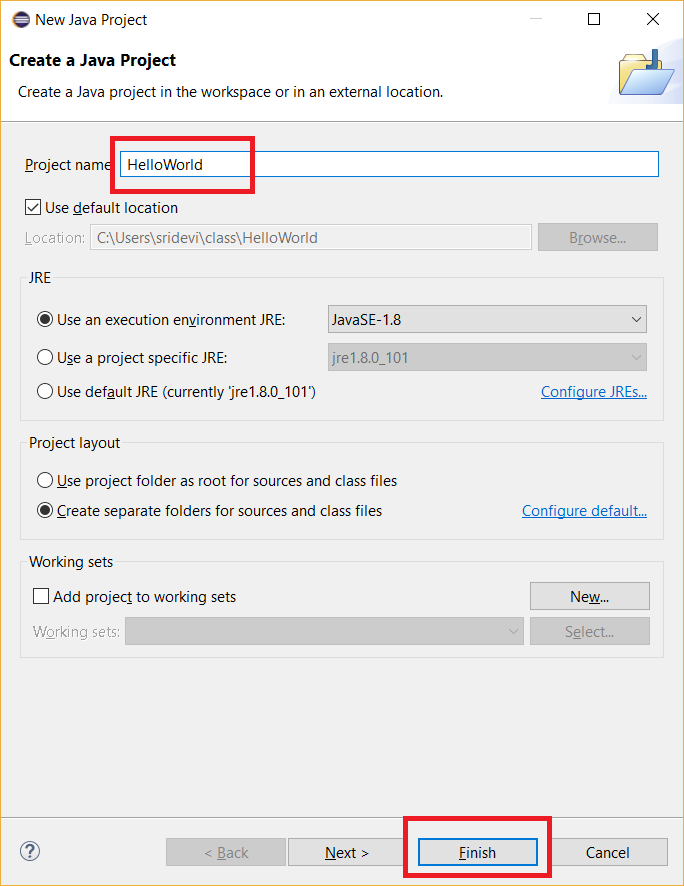 New Java Project
Create a Java Project
Create a Java project in the workspace or in an external location.
Project name HelloWorld
Use default location
Location: C:\Users\sridevi\class\HelloWorld Browse...
JRE
Use an execution environment JRE: JavaSE-1.8
Use a project specific JRE: jre1.8.0_101
Use default JRE (currently 'jre1.8.0_101') Configure JREs...
Project layout
Use project folder as root for sources and class files
Create separate folders for sources and class files Configure default...
Working sets
Add project to working sets New...
Working sets: Select...
? < Back Next > Finish Cancel